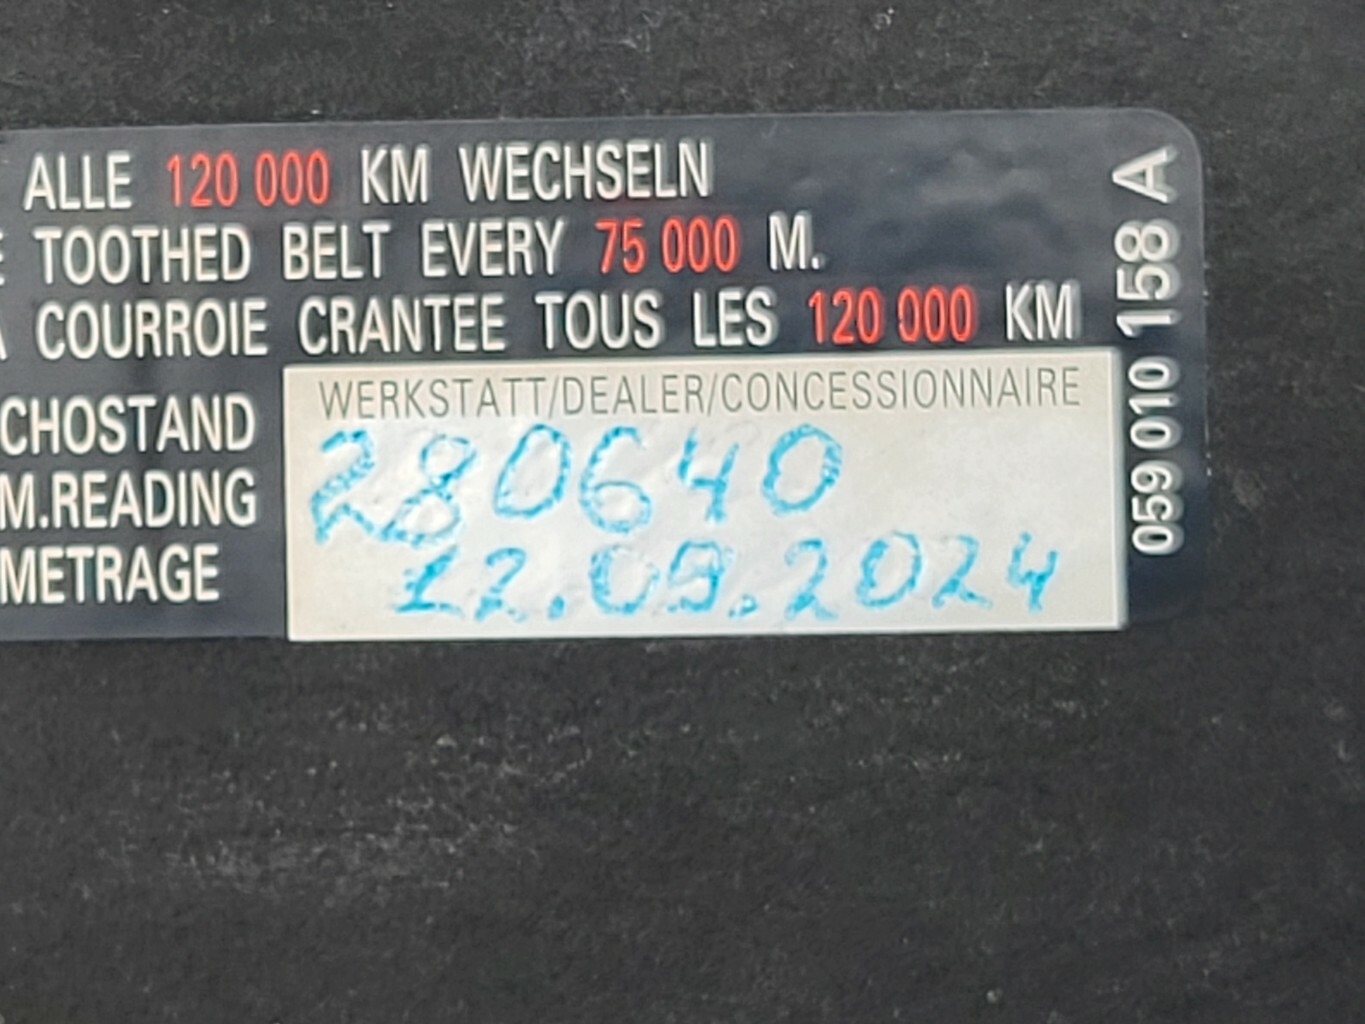 ALLE 120 000 KM WECHSELN
E TOOTHED BELT EVERY 75 000 M.
A COURROIE CRANTEE TOUS LES 120 000 KM
CHOSTAND
M.READING
METRAGE
WERKSTATT/DEALER/CONCESSIONNAIRE
280640
12.09.2024
059 010 158 A